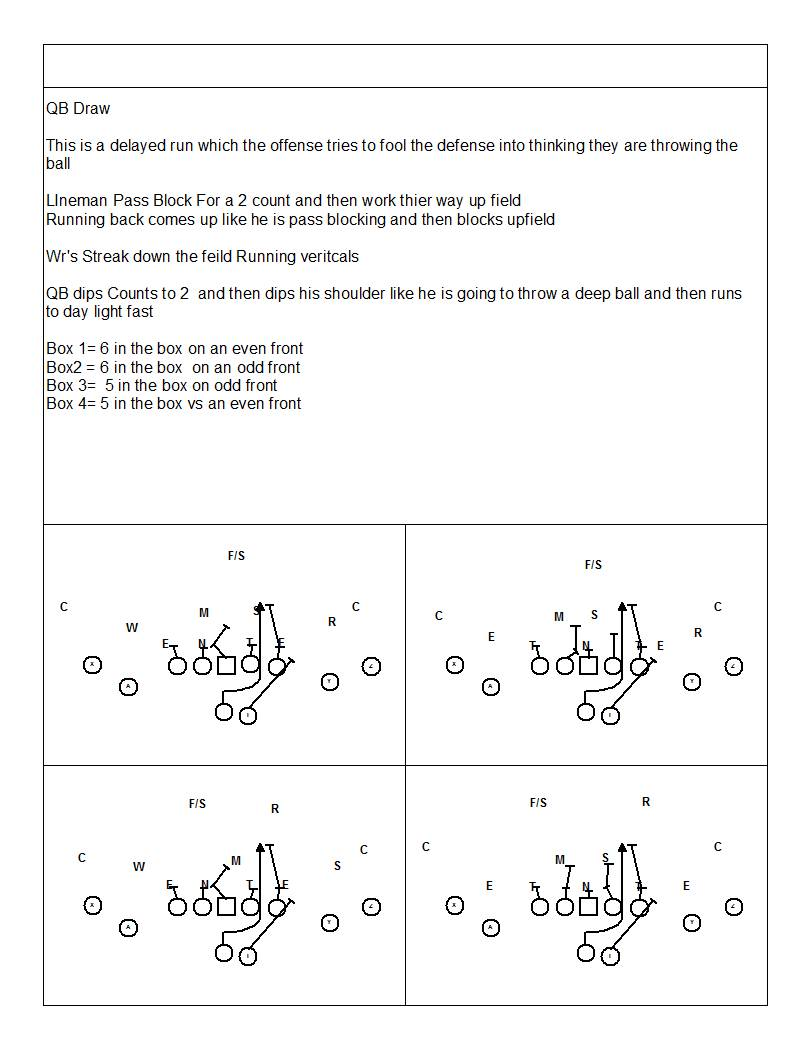 QB Draw
This is a delayed run which the offense tries to fool the defense into thinking they are throwing the
ball
LIneman Pass Block For a 2 count and then work thier way up field
Running back comes up like he is pass blocking and then blocks upfield
Wr's Streak down the feild Running veritcals
QB dips Counts to 2 and then dips his shoulder like he is going to throw a deep ball and then runs
to day light fast
Box 1= 6 in the box on an even front
Box2 = 6 in the box on an odd front
Box 3= 5 in the box on odd front
Box 4= 5 in the box vs an even front
F/S
C W M S R C
E N T E
X Z
A Y
I
F/S
C E M S R C
T N T E
X Z
A Y
I
F/S R
C W M S C
E N T E
X Z
A Y
I
F/S R
C M S C
E T N T E
X Z
A Y
I